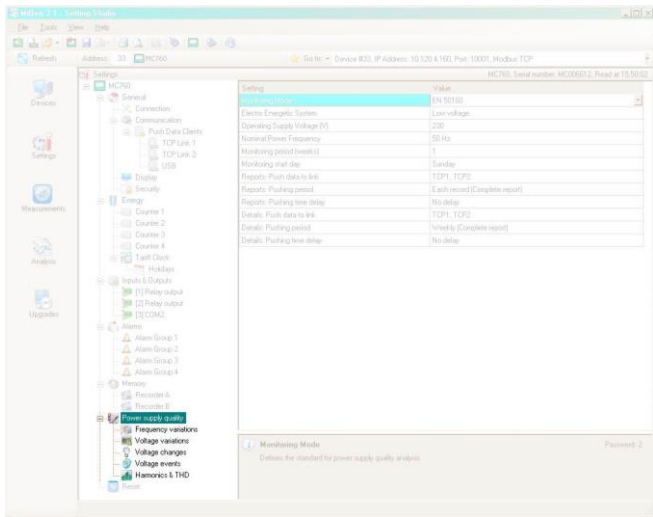 MiQen 2.1 - Setting Studio
File Tools View Help
Refresh Address: 33 MC760 Go to: Device #33, IP Address: 10.120.4.160, Port: 10001, Modbus TCP
Settings MC760, Serial number: MC006612, Read at 15:50:02
Devices
Settings
Measurements
Analysis
Upgrades
MC760
General
Connection
Communication
Push Data Clients
TCP Link 1
TCP Link 2
USB
Display
Security
Energy
Counter 1
Counter 2
Counter 3
Counter 4
Tariff Clock
Holidays
Inputs & Outputs
[1] Relay output
[2] Relay output
[3] COM2
Alarms
Alarm Group 1
Alarm Group 2
Alarm Group 3
Alarm Group 4
Memory
Recorder A
Recorder B
Power supply quality
Frequency variations
Voltage variations
Voltage changes
Voltage events
Harmonics & THD
Reset
Setting Value
Monitoring Mode EN 50160
Electro Energetic System Low voltage
Operating Supply Voltage (V) 230
Nominal Power Frequency 50 Hz
Monitoring period (weeks) 1
Monitoring start day Sunday
Reports: Push data to link TCP1, TCP2
Reports: Pushing period Each record (Complete report)
Reports: Pushing time delay No delay
Details: Push data to link TCP1, TCP2
Details: Pushing period Weekly (Complete report)
Details: Pushing time delay No delay
Monitoring Mode Password: 2
Defines the standard for power supply quality analysis.